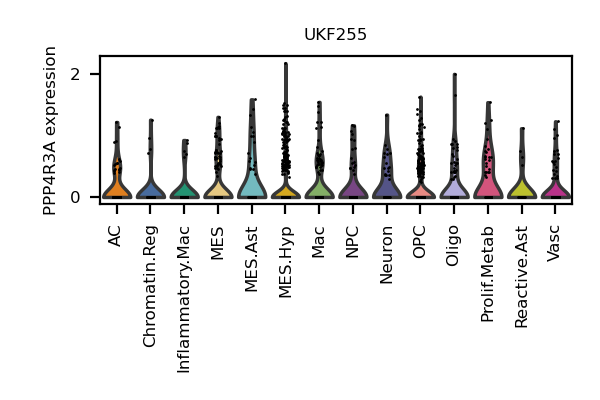 UKF255
PPP4R3A expression
2
0
AC
Chromatin.Reg
Inflammatory.Mac
MES
MES.Ast
MES.Hyp
Mac
NPC
Neuron
OPC
Oligo
Prolif.Metab
Reactive.Ast
Vasc